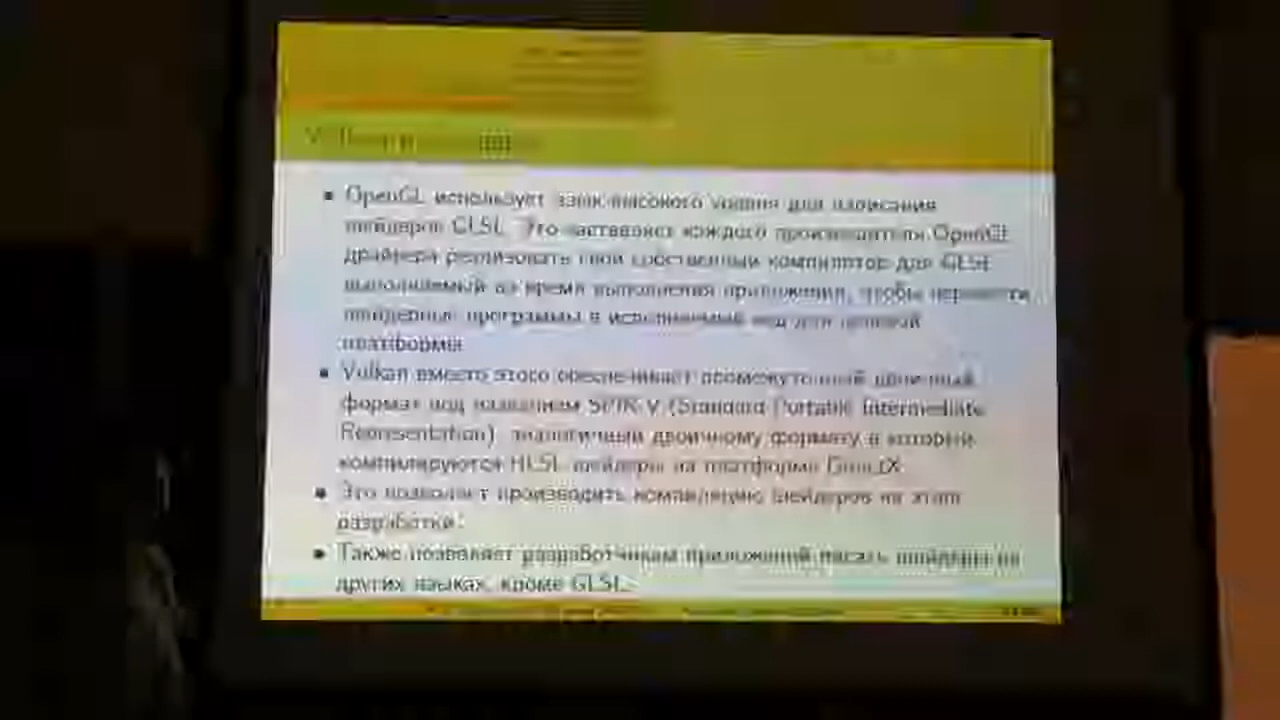 OpenGL использует язык высокого уровня для написания
шейдеров GLSL. Это заставляет каждого производителя OpenGL
драйвера реализовать свой собственный компилятор для GLSL
выполняемый во время выполнения приложения, чтобы перевести
шейдерные программы в исполняемый код для целевой
платформы
Vulkan вместо этого обеспечивает промежуточный двоичный
формат под названием SPIR-V (Standard Portable Intermediate
Representation) аналогичный двоичному формату в который
компилируются HLSL шейдеры на платформе DirectX
Это позволяет производить компиляцию шейдеров на этапе
разработки.
Также позволяет разработчикам приложений писать шейдеры на
других языках, кроме GLSL.